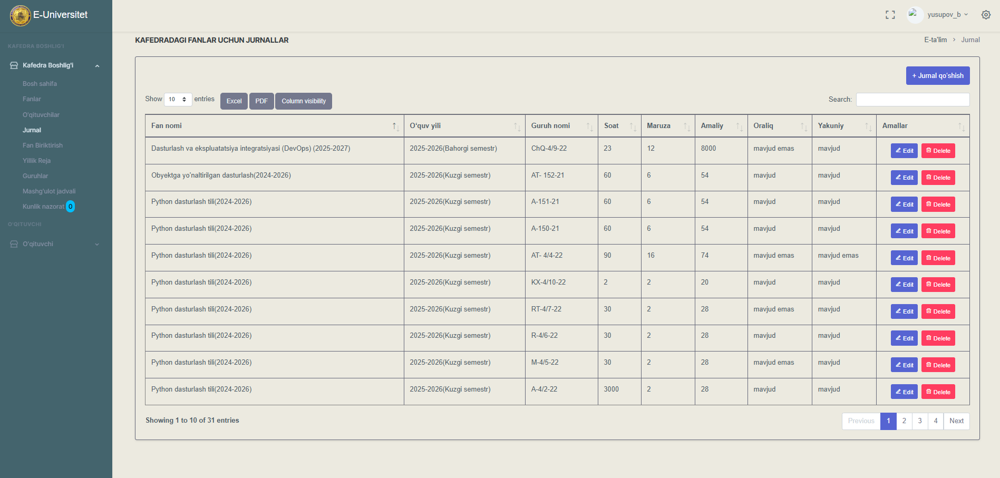 E-Universitet
yusupov_b
KAFEDRA BOSHLIG'I
Kafedra Boshlig'i
Bosh sahifa
Fanlar
O'qituvchilar
Jurnal
Fan Biriktirish
Yillik Reja
Guruhlar
Mashg'ulot jadvali
Kunlik nazorat 0
O'QITUVCHI
O'qituvchi
KAFEDRADAGI FANLAR UCHUN JURNALLAR
E-ta'lim > Jurnal
+ Jurnal qo'shish
Show 10 entries Excel PDF Column visibility Search:
Fan nomi O'quv yili Guruh nomi Soat Maruza Amaliy Oraliq Yakuniy Amallar
Dasturlash va ekspluatatsiya integratsiyasi (DevOps) (2025-2027) 2025-2026(Bahorgi semestr) ChQ-4/9-22 23 12 8000 mavjud emas mavjud Edit Delete
Obyektga yo'naltirilgan dasturlash(2024-2026) 2025-2026(Kuzgi semestr) AT- 152-21 60 6 54 mavjud mavjud Edit Delete
Python dasturlash tili(2024-2026) 2025-2026(Kuzgi semestr) A-151-21 60 6 54 mavjud mavjud Edit Delete
Python dasturlash tili(2024-2026) 2025-2026(Kuzgi semestr) A-150-21 60 6 54 mavjud mavjud Edit Delete
Python dasturlash tili(2024-2026) 2025-2026(Kuzgi semestr) AT- 4/4-22 90 16 74 mavjud emas mavjud emas Edit Delete
Python dasturlash tili(2024-2026) 2025-2026(Kuzgi semestr) KX-4/10-22 2 2 20 mavjud mavjud Edit Delete
Python dasturlash tili(2024-2026) 2025-2026(Kuzgi semestr) RT-4/7-22 30 2 28 mavjud emas mavjud Edit Delete
Python dasturlash tili(2024-2026) 2025-2026(Kuzgi semestr) R-4/6-22 30 2 28 mavjud mavjud Edit Delete
Python dasturlash tili(2024-2026) 2025-2026(Kuzgi semestr) M-4/5-22 30 2 28 mavjud emas mavjud Edit Delete
Python dasturlash tili(2024-2026) 2025-2026(Kuzgi semestr) A-4/2-22 3000 2 28 mavjud mavjud Edit Delete
Showing 1 to 10 of 31 entries
Previous 1 2 3 4 Next